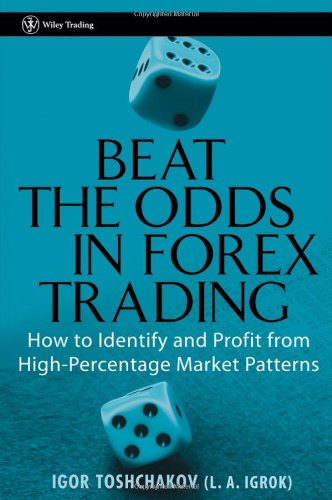 Wiley Trading
BEAT
THE ODDS
IN FOREX
TRADING
How to Identify and Profit from
High-Percentage Market Patterns
IGOR TOSHCHAKOV (L. A. IGROK)